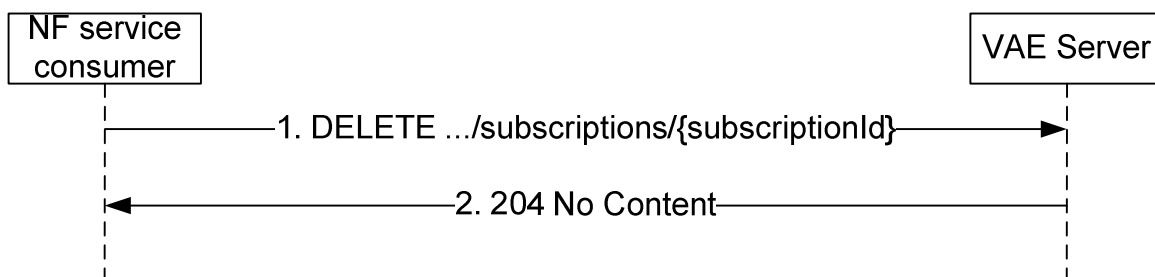 NF service
consumer
VAE Server
1. DELETE .../subscriptions/{subscriptionId}
2. 204 No Content